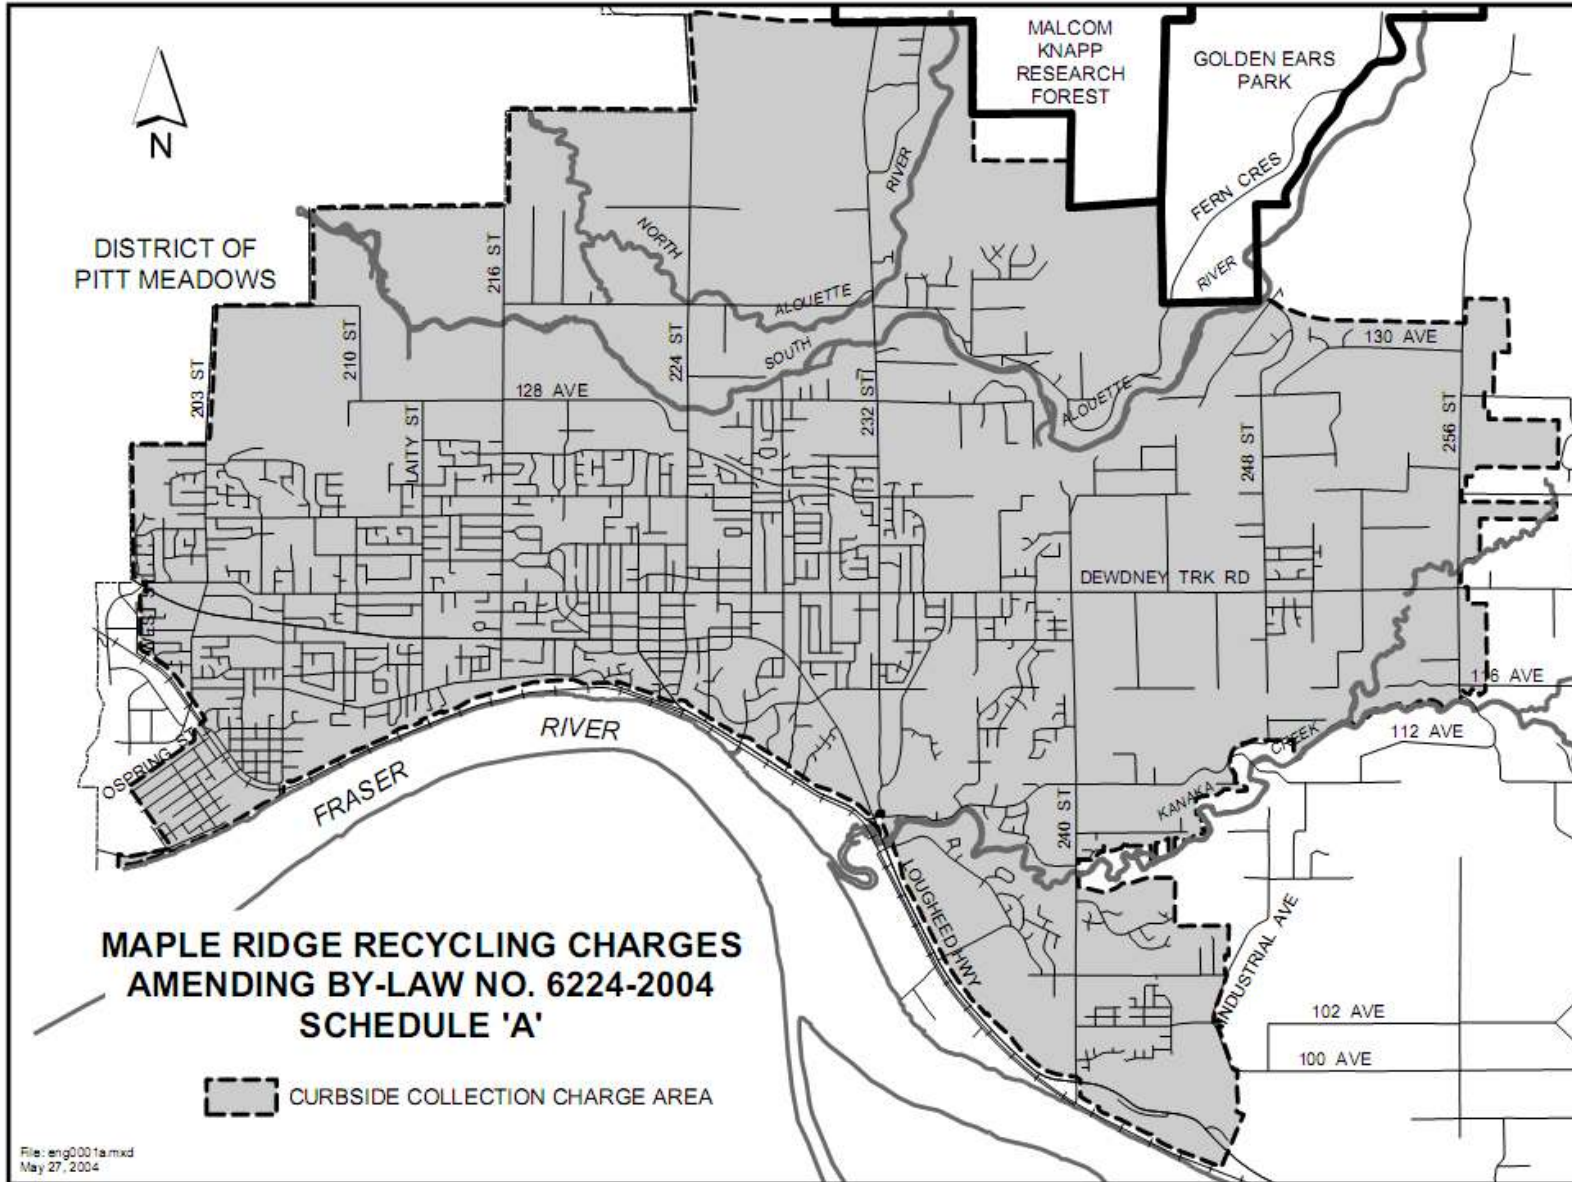 MALCOM
KNAPP
RESEARCH
FOREST
GOLDEN EARS
PARK
N
DISTRICT OF
PITT MEADOWS
FERN CRES
RIVER
NORTH
ALOUETTE
RIVER
SOUTH
ALOUETTE
216 ST
210 ST
203 ST
224 ST
232 ST
128 AVE
130 AVE
LAITY ST
248 ST
256 ST
DEWDNEY TRK RD
WEST ST
116 AVE
112 AVE
CREEK
KANAKA
OSPRING ST
RIVER
FRASER
240 ST
LOUGHEED HWY
INDUSTRIAL AVE
102 AVE
100 AVE
MAPLE RIDGE RECYCLING CHARGES
AMENDING BY-LAW NO. 6224-2004
SCHEDULE 'A'
CURBSIDE COLLECTION CHARGE AREA
File: eng0001a.mxd
May 27, 2004